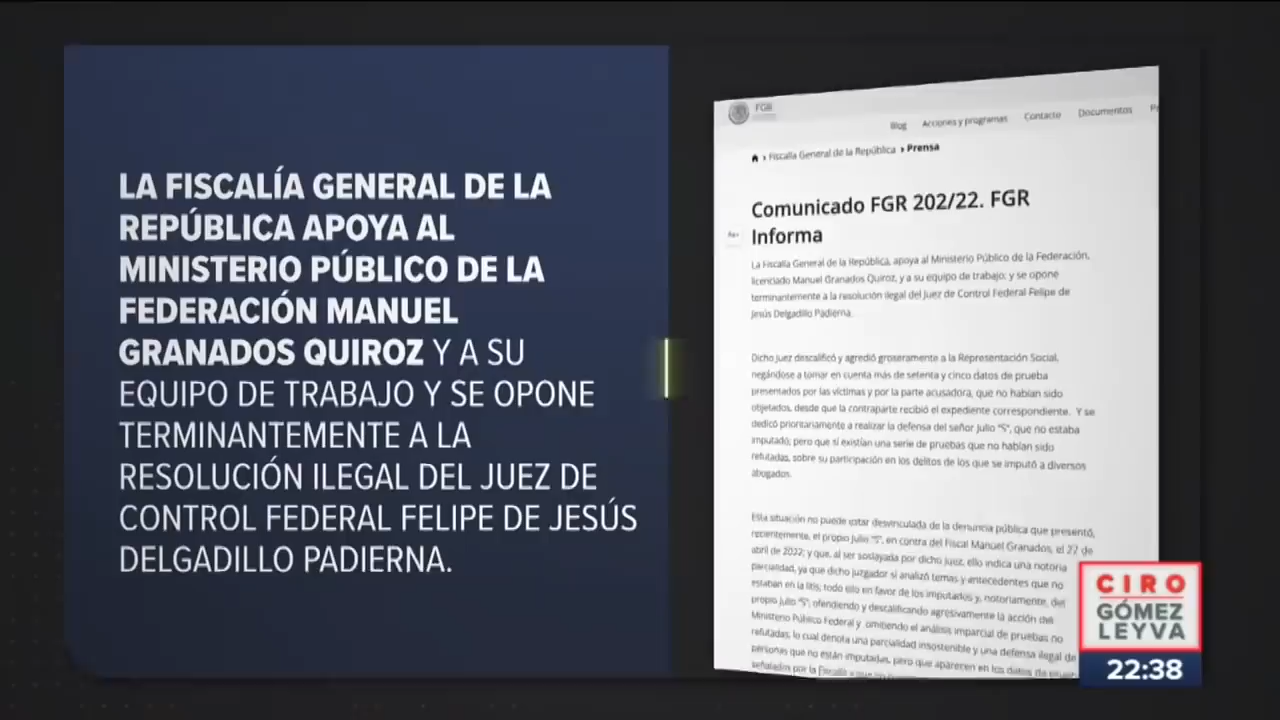 LA FISCALÍA GENERAL DE LA
REPÚBLICA APOYA AL
MINISTERIO PÚBLICO DE LA
FEDERACIÓN MANUEL
GRANADOS QUIROZ Y A SU
EQUIPO DE TRABAJO Y SE OPONE
TERMINANTEMENTE A LA
RESOLUCIÓN ILEGAL DEL JUEZ DE
CONTROL FEDERAL FELIPE DE JESÚS
DELGADILLO PADIERNA.
FGR
Blog Acciones y programas Contacto Documentos
Fiscalía General de la República › Prensa
Comunicado FGR 202/22. FGR
Informa
La Fiscalía General de la República, apoya al Ministerio Público de la Federación,
licenciado Manuel Granados Quiroz, y a su equipo de trabajo; y se opone
terminantemente a la resolución ilegal del Juez de Control Federal Felipe de
Jesús Delgadillo Padierna.
Dicho Juez descalificó y agredió groseramente a la Representación Social,
negándose a tomar en cuenta más de setenta y cinco datos de prueba
presentados por las víctimas y por la parte acusadora, que no habían sido
objetados, desde que la contraparte recibió el expediente correspondiente. Y se
dedicó prioritariamente a realizar la defensa del señor Julio "S", que no estaba
imputado; pero que sí existían una serie de pruebas que no habían sido
refutadas, sobre su participación en los delitos de los que se imputó a diversos
abogados.
Esta situación no puede estar desvinculada de la denuncia pública que presentó,
recientemente, el propio Julio "S", en contra del Fiscal Manuel Granados, el 27 de
abril de 2022; y que, al ser soslayada por dicho juez, ello indica una notoria
parcialidad, ya que dicho juzgador sí analizó temas y antecedentes que no
estaban en la litis; todo ello en favor de los imputados y, notoriamente, del
propio Julio "S"; ofendiendo y descalificando agresivamente la acción del
Ministerio Público Federal y omitiendo el análisis imparcial de pruebas no
refutadas, lo cual denota una parcialidad insostenible y una defensa ilegal de
personas que no están imputadas, pero que aparecen en los datos de prueba
señalados por la Fiscalía
CIRO
GÓMEZ
LEYVA
22:38